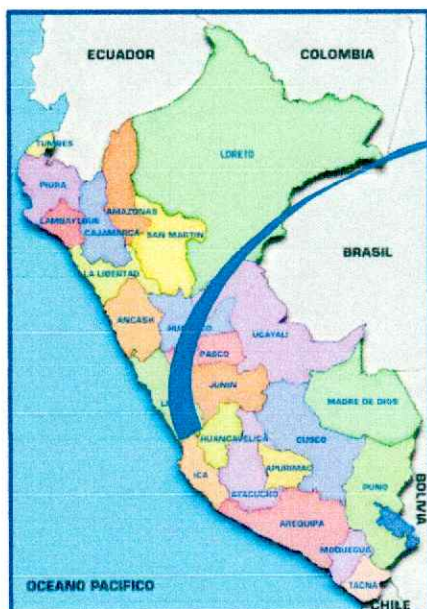 ECUADOR
COLOMBIA
TUMBES
LORETO
PIURA
AMAZONAS
LAMBAYEQUE
CAJAMARCA
SAN MARTIN
BRASIL
LA LIBERTAD
ANCASH
UCAYALI
PASCO
JUNIN
MADRE DE DIOS
HUANCAVELICA
CUSCO
APURIMAC
ICA
AYACUCHO
PUNO
BOLIVIA
AREQUIPA
MOQUEGUA
TACNA
OCEANO PACIFICO
CHILE